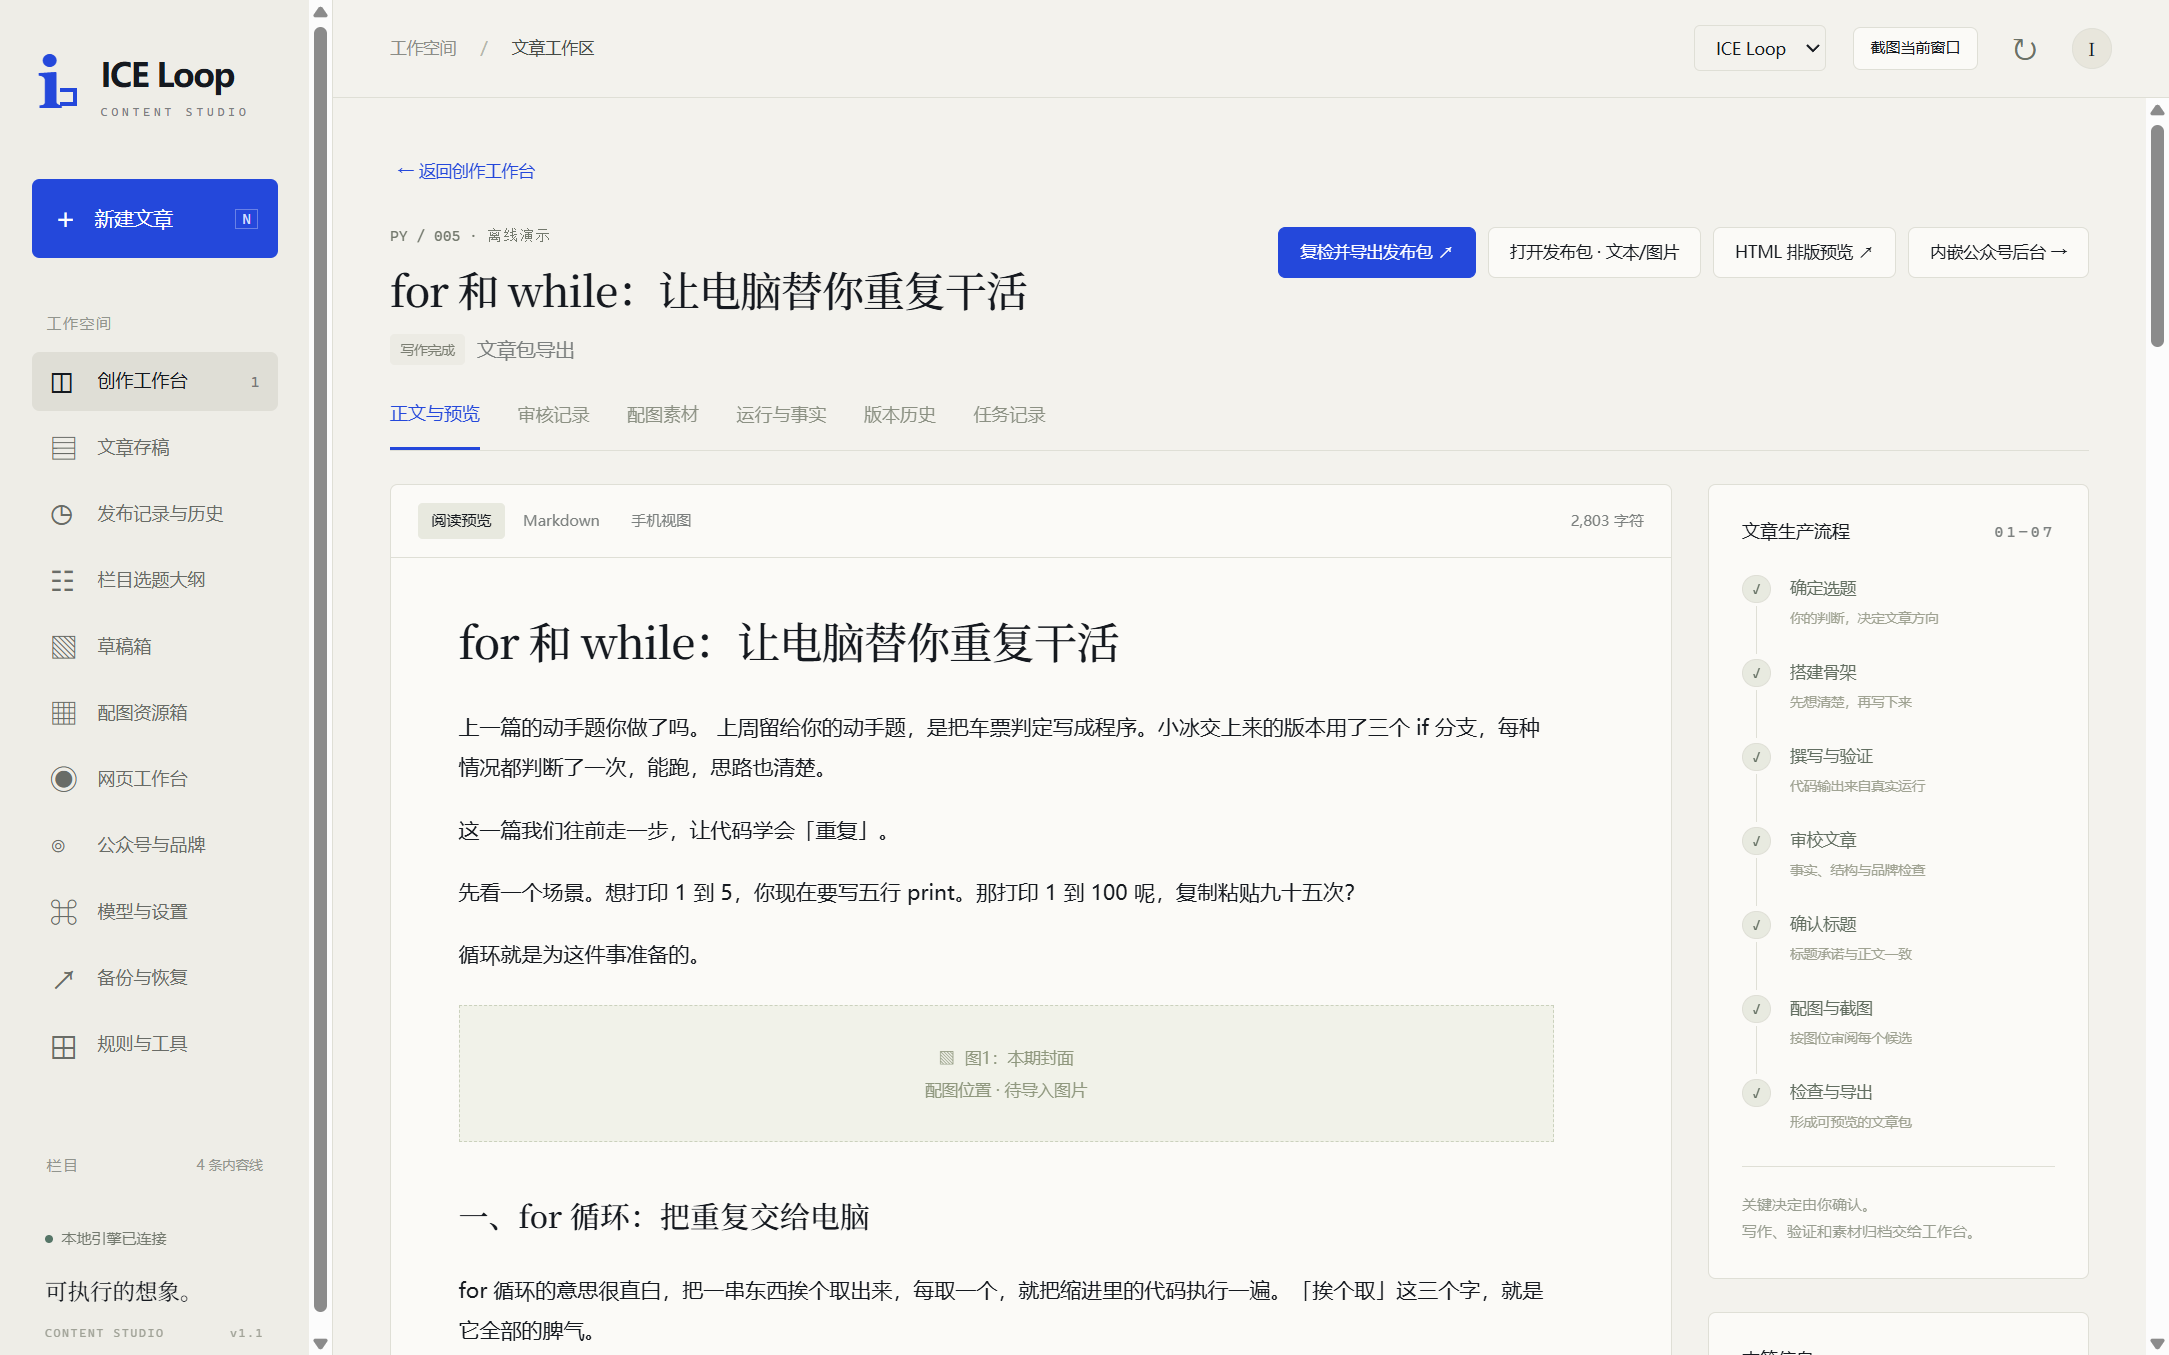 ICE Loop
CONTENT STUDIO
+ 新建文章 N
工作空间
创作工作台 1
文章存稿
发布记录与历史
栏目选题大纲
草稿箱
配图资源箱
网页工作台
公众号与品牌
模型与设置
备份与恢复
规则与工具
栏目 4 条内容线
本地引擎已连接
可执行的想象。
CONTENT STUDIO v1.1
工作空间 / 文章工作区
ICE Loop
截图当前窗口
I
← 返回创作工作台
PY / 005 · 离线演示
for 和 while：让电脑替你重复干活
写作完成 文章包导出
复检并导出发布包 ↗
打开发布包 · 文本/图片
HTML 排版预览 ↗
内嵌公众号后台 →
正文与预览 审核记录 配图素材 运行与事实 版本历史 任务记录
阅读预览 Markdown 手机视图 2,803 字符
for 和 while：让电脑替你重复干活
上一篇的动手题你做了吗。 上周留给你的动手题，是把车票判定写成程序。小冰交上来的版本用了三个 if 分支，每种
情况都判断了一次，能跑，思路也清楚。
这一篇我们往前走一步，让代码学会「重复」。
先看一个场景。想打印 1 到 5，你现在要写五行 print。那打印 1 到 100 呢，复制粘贴九十五次？
循环就是为这件事准备的。
图1：本期封面
配图位置 · 待导入图片
一、for 循环：把重复交给电脑
for 循环的意思很直白，把一串东西挨个取出来，每取一个，就把缩进里的代码执行一遍。「挨个取」这三个字，就是
它全部的脾气。
文章生产流程 01—07
✓ 确定选题
你的判断，决定文章方向
✓ 搭建骨架
先想清楚，再写下来
✓ 撰写与验证
代码输出来自真实运行
✓ 审校文章
事实、结构与品牌检查
✓ 确认标题
标题承诺与正文一致
✓ 配图与截图
按图位审阅每个候选
✓ 检查与导出
形成可预览的文章包
关键决定由你确认。
写作、验证和素材归档交给工作台。